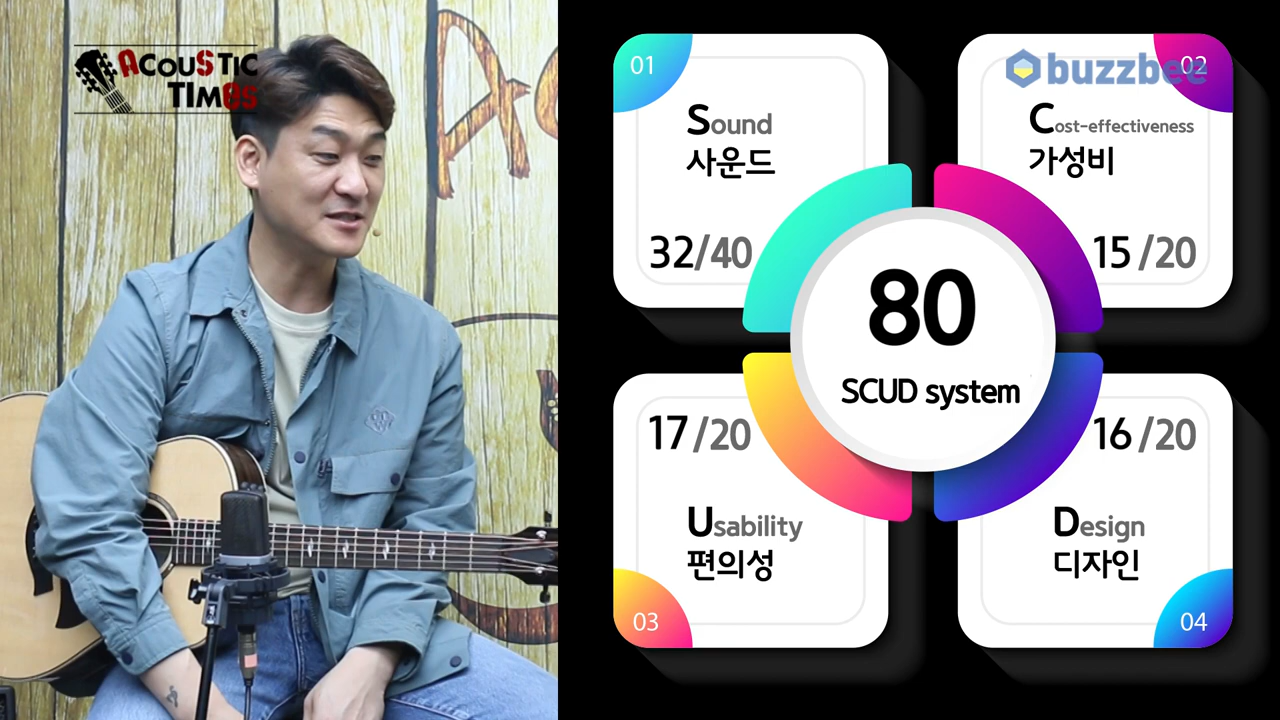 ACOUSTIC
TIMES
01
Sound
사운드
32/40
buzzbee
02
Cost-effectiveness
가성비
15/20
80
SCUD system
17/20
Usability
편의성
03
16/20
Design
디자인
04